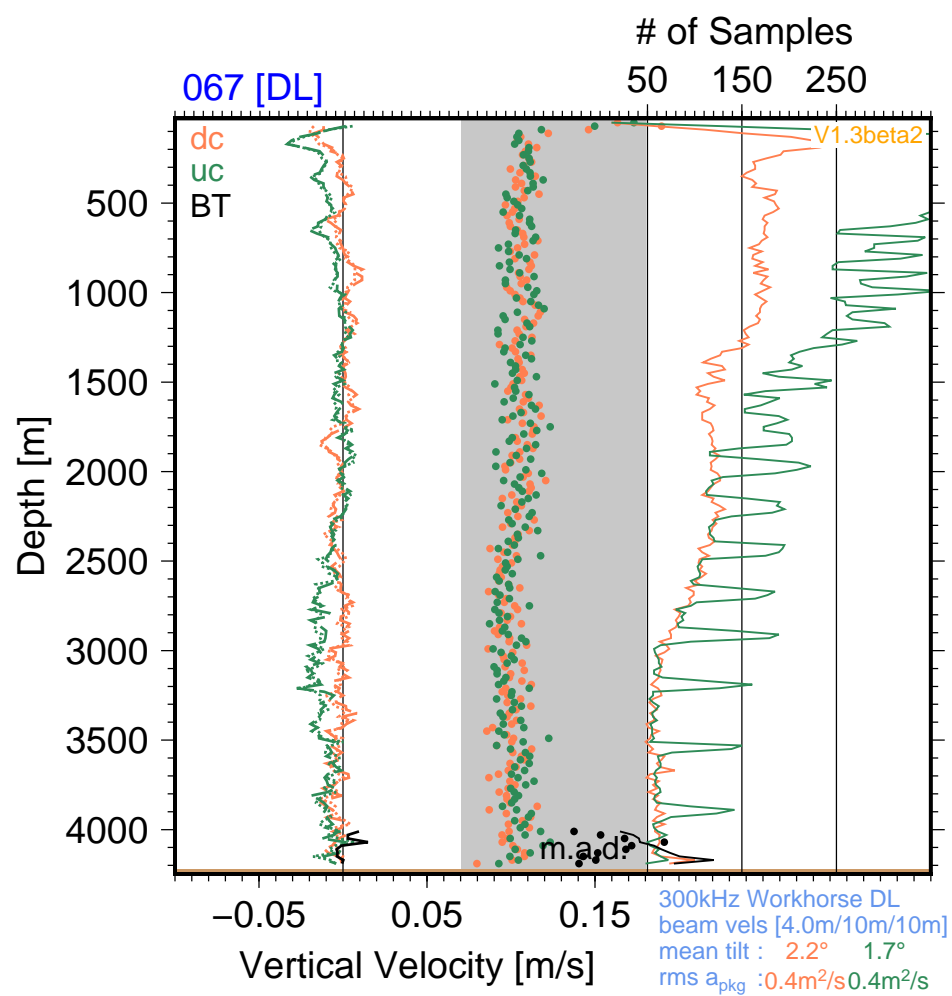 # of Samples
50 150 250
067 [DL]
dc
uc
BT
V1.3beta2
500
1000
1500
2000
2500
3000
3500
4000
Depth [m]
m.a.d.
−0.05 0.05 0.15
Vertical Velocity [m/s]
300kHz Workhorse DL
beam vels [4.0m/10m/10m]
mean tilt : 2.2° 1.7°
rms a_pkg : 0.4m²/s 0.4m²/s